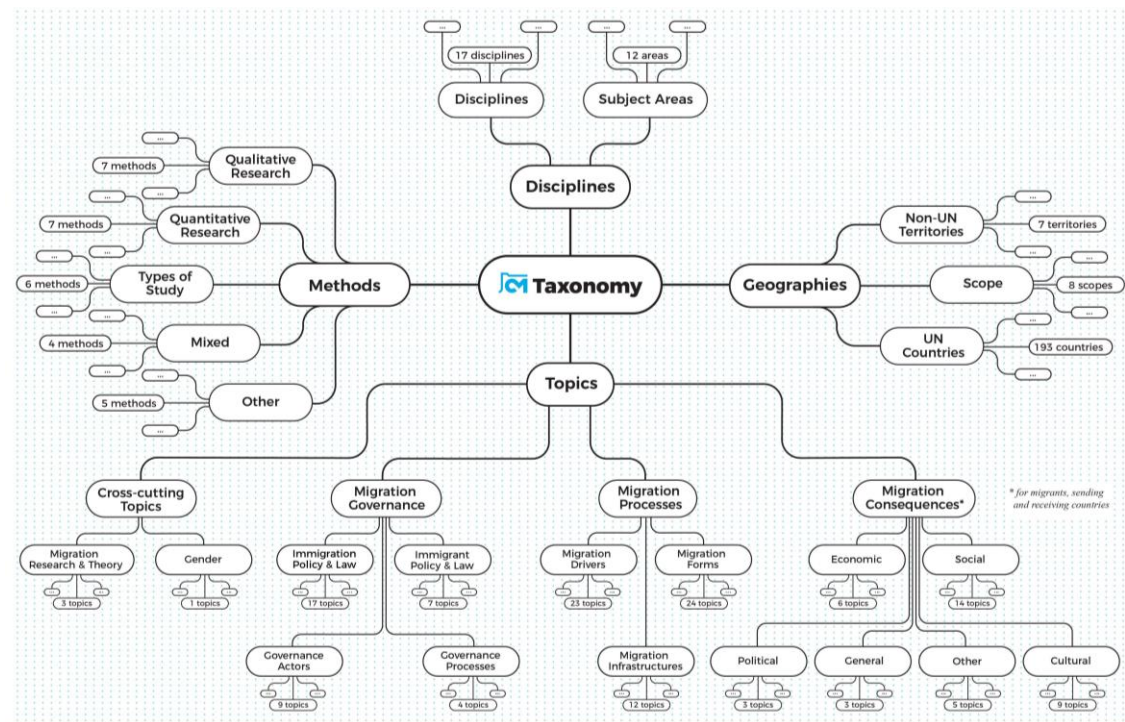 ...
...
...
...
17 disciplines
12 areas
Disciplines
Subject Areas
Disciplines
...
7 methods
...
Qualitative
Research
...
7 methods
...
Quantitative
Research
...
6 methods
...
Types of
Study
...
4 methods
...
Mixed
...
5 methods
...
Other
Methods
CM Taxonomy
Geographies
Non-UN
Territories
...
7 territories
...
Scope
...
8 scopes
...
UN
Countries
...
193 countries
...
Topics
Cross-cutting
Topics
Migration
Governance
Migration
Processes
Migration
Consequences*
* for migrants, sending
and receiving countries
Migration
Research & Theory
... ...
3 topics
Gender
... ...
1 topics
Immigration
Policy & Law
... ...
17 topics
Immigrant
Policy & Law
... ...
7 topics
Migration
Drivers
... ...
23 topics
Migration
Forms
... ...
24 topics
Economic
... ...
6 topics
Social
... ...
14 topics
Governance
Actors
... ...
9 topics
Governance
Processes
... ...
4 topics
Migration
Infrastructures
... ...
12 topics
Political
... ...
3 topics
General
... ...
3 topics
Other
... ...
5 topics
Cultural
... ...
9 topics